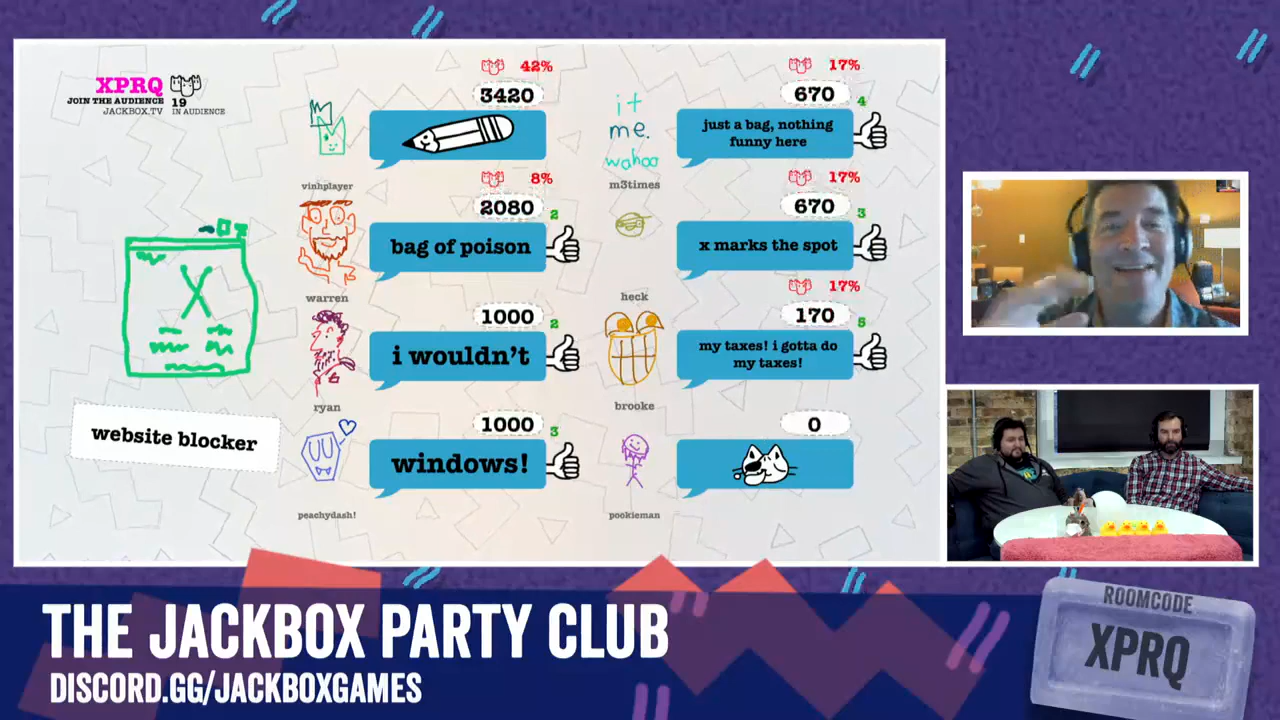 XPRQ
JOIN THE AUDIENCE
JACKBOX.TV
19
IN AUDIENCE
website blocker
X
42%
3420
vinhplayer
8%
2080
2
bag of poison
warren
1000
2
i wouldn't
ryan
1000
3
windows!
peachydash!
17%
670
4
it
me.
wahoo
just a bag, nothing
funny here
m3times
17%
670
3
x marks the spot
heck
17%
170
5
my taxes! i gotta do
my taxes!
brooke
0
pookieman
THE JACKBOX PARTY CLUB
DISCORD.GG/JACKBOXGAMES
ROOMCODE
XPRQ